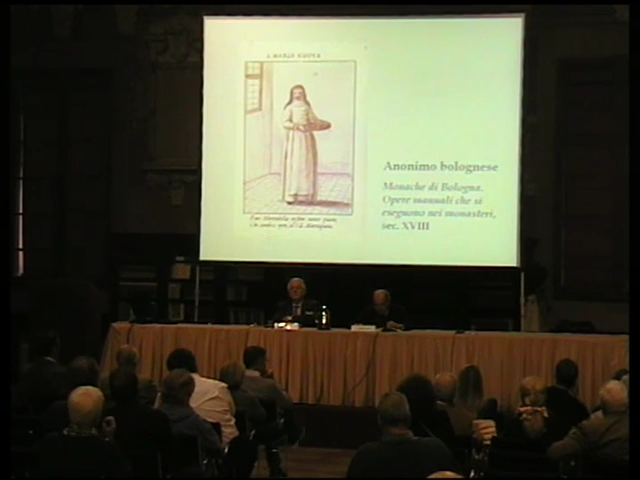 S. MARIA NUOVA
Anonimo bolognese
Monache di Bologna.
Opere manuali che si
eseguono nei monasteri,
sec. XVIII